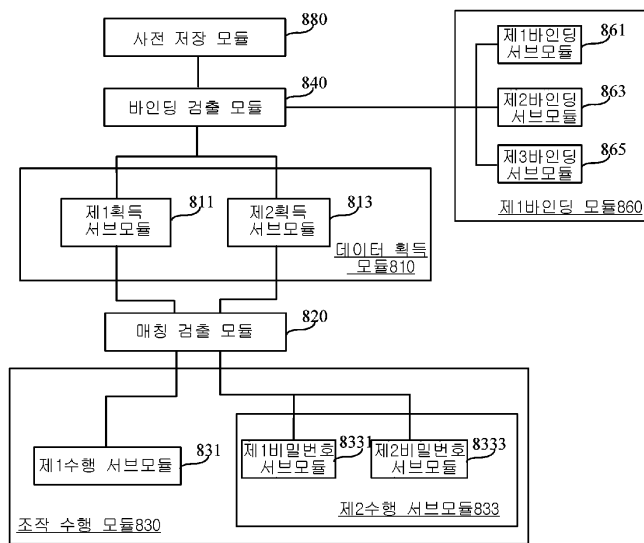 사전 저장 모듈
880
바인딩 검출 모듈
840
제1바인딩
서브모듈
861
제2바인딩
서브모듈
863
제3바인딩
서브모듈
865
제1바인딩 모듈860
제1획득
서브모듈
811
제2획득
서브모듈
813
데이터 획득
모듈810
매칭 검출 모듈
820
제1수행 서브모듈
831
제1비밀번호
서브모듈
8331
제2비밀번호
서브모듈
8333
제2수행 서브모듈833
조작 수행 모듈830